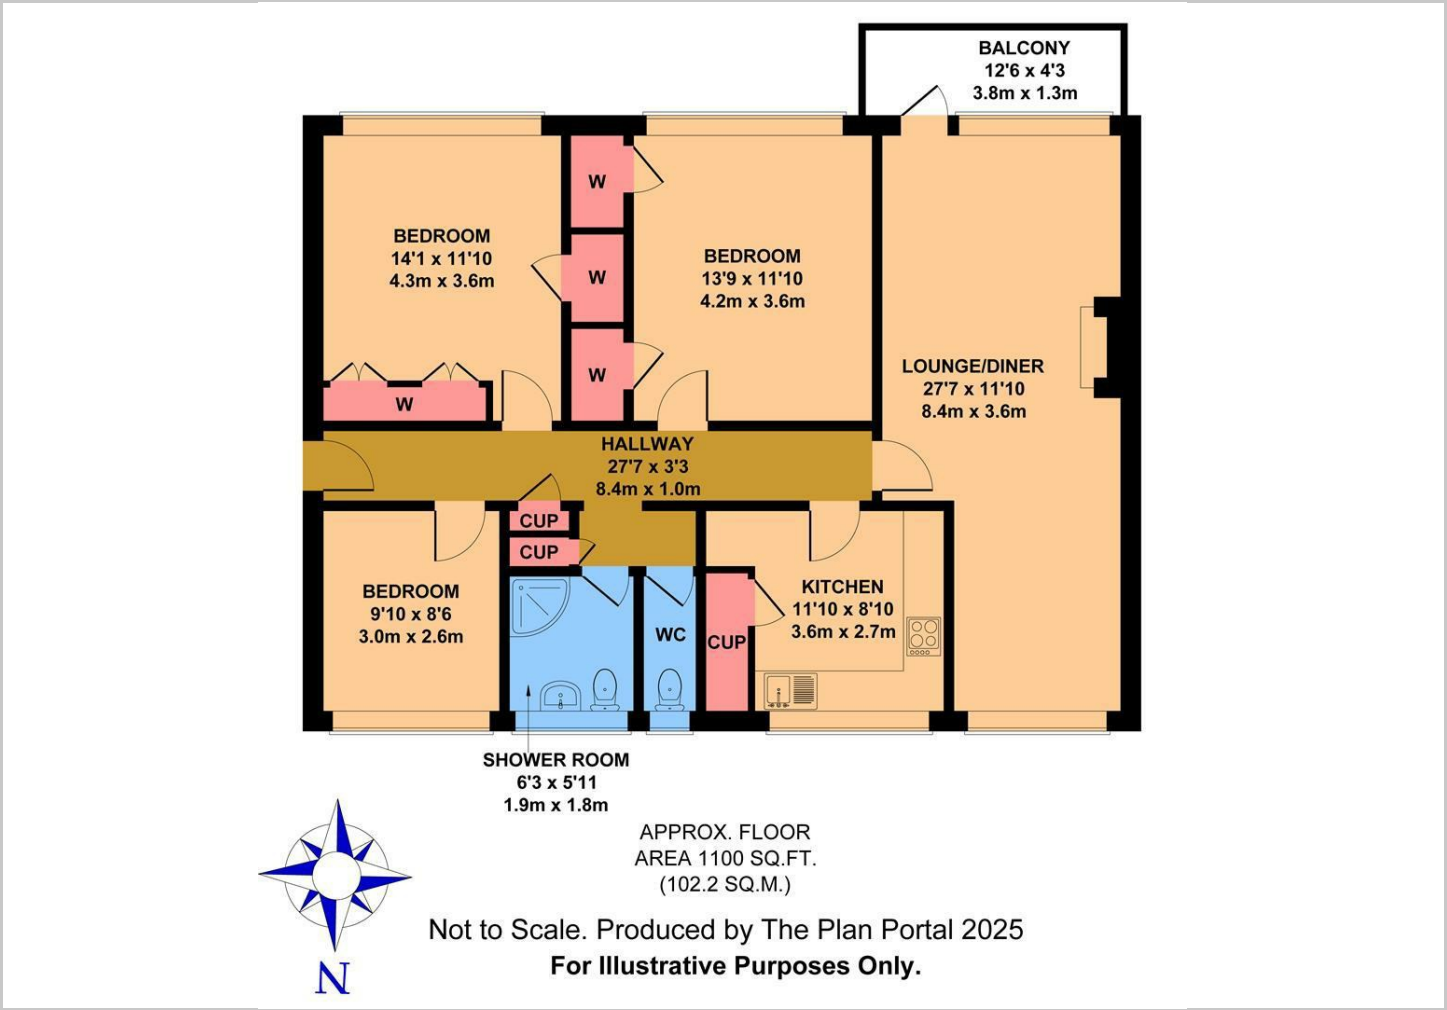 BALCONY
12'6 x 4'3
3.8m x 1.3m
W
BEDROOM
14'1 x 11'10
4.3m x 3.6m
W
BEDROOM
13'9 x 11'10
4.2m x 3.6m
W
W
LOUNGE/DINER
27'7 x 11'10
8.4m x 3.6m
HALLWAY
27'7 x 3'3
8.4m x 1.0m
CUP
CUP
BEDROOM
9'10 x 8'6
3.0m x 2.6m
WC
CUP
KITCHEN
11'10 x 8'10
3.6m x 2.7m
SHOWER ROOM
6'3 x 5'11
1.9m x 1.8m
APPROX. FLOOR
AREA 1100 SQ.FT.
(102.2 SQ.M.)
Not to Scale. Produced by The Plan Portal 2025
For Illustrative Purposes Only.
N